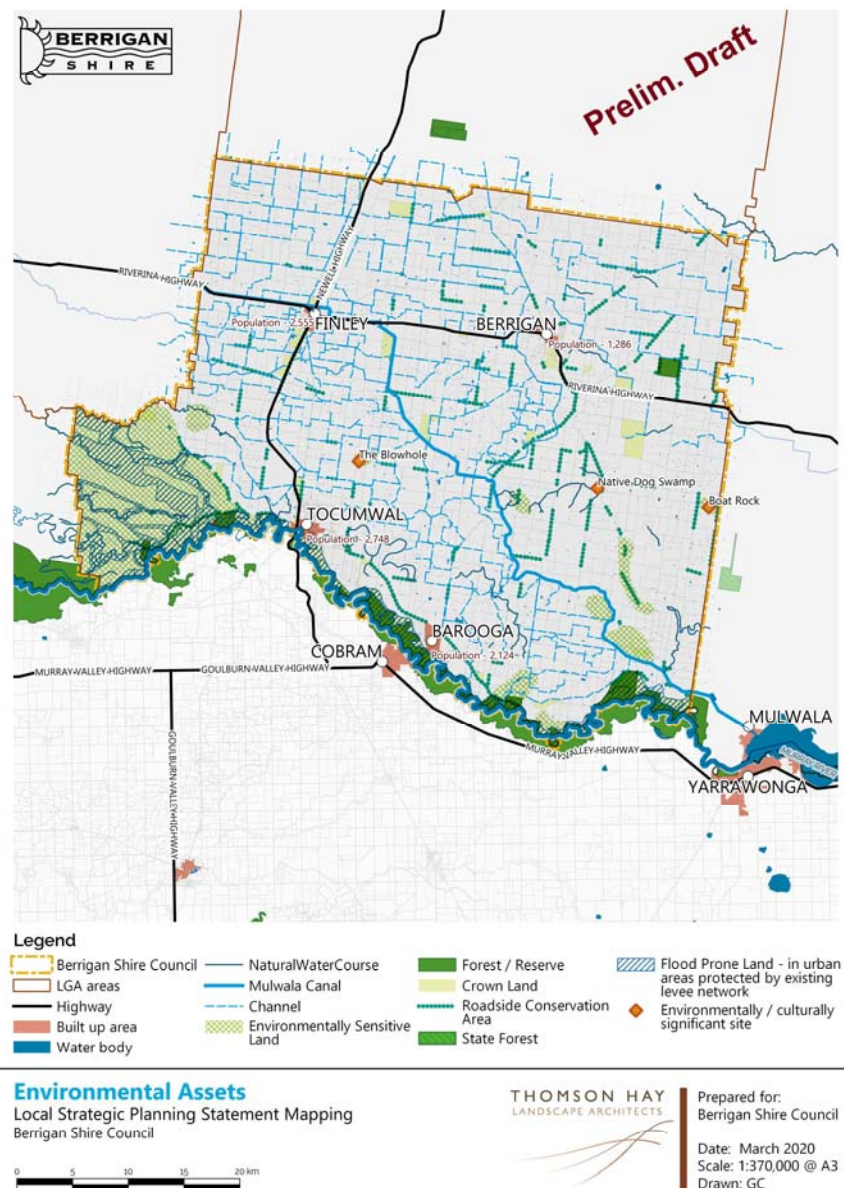 BERRIGAN
SHIRE
Prelim. Draft
RIVERINA-HIGHWAY
NEWELL-HIGHWAY
Population - 2,555
FINLEY
BERRIGAN
Population - 1,286
RIVERINA-HIGHWAY
The Blowhole
Native Dog Swamp
Boat Rock
TOCUMWAL
Population - 2,748
BAROOGA
Population - 2,124
COBRAM
MURRAY-VALLEY-HIGHWAY
GOULBURN-VALLEY-HIGHWAY
GOULBURN-VALLEY-HIGHWAY
MURRAY-VALLEY-HIGHWAY
MULWALA
MURRAY RIVER
YARRAWONGA
Legend
Berrigan Shire Council
LGA areas
Highway
Built up area
Water body
NaturalWaterCourse
Mulwala Canal
Channel
Environmentally Sensitive
Land
Forest / Reserve
Crown Land
Roadside Conservation
Area
State Forest
Flood Prone Land - in urban
areas protected by existing
levee network
Environmentally / culturally
significant site
Environmental Assets
Local Strategic Planning Statement Mapping
Berrigan Shire Council
0 5 10 15 20 km
THOMSON HAY
LANDSCAPE ARCHITECTS
Prepared for:
Berrigan Shire Council
Date: March 2020
Scale: 1:370,000 @ A3
Drawn: GC